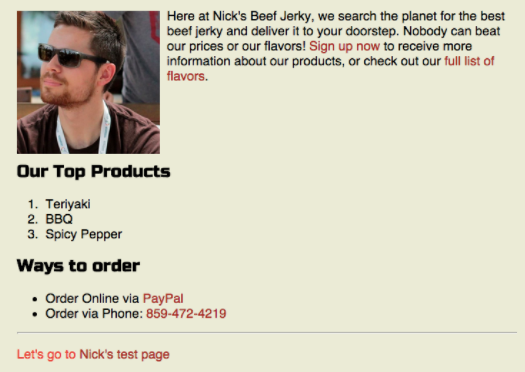 Here at Nick's Beef Jerky, we search the planet for the best
beef jerky and deliver it to your doorstep. Nobody can beat
our prices or our flavors! Sign up now to receive more
information about our products, or check out our full list of
flavors.
Our Top Products
1. Teriyaki
2. BBQ
3. Spicy Pepper
Ways to order
• Order Online via PayPal
• Order via Phone: 859-472-4219
Let's go to Nick's test page